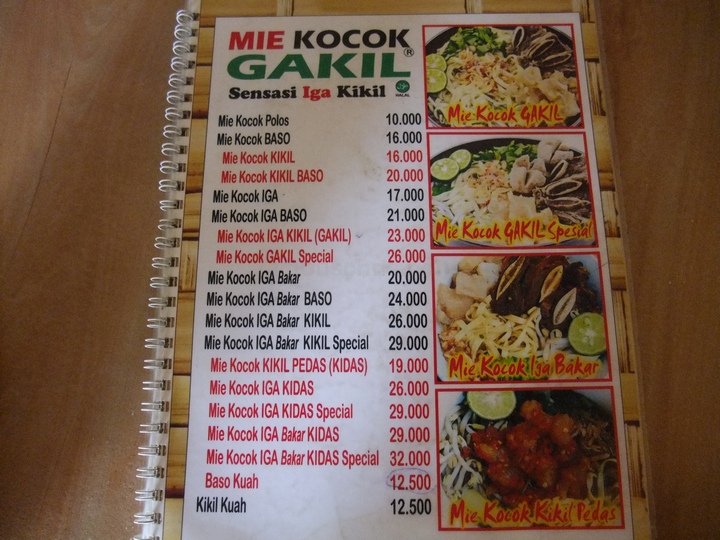 MIE KOCOK
GAKIL ®
Sensasi Iga Kikil HALAL
Mie Kocok Polos 10.000
Mie Kocok BASO 16.000
Mie Kocok KIKIL 16.000
Mie Kocok KIKIL BASO 20.000
Mie Kocok IGA 17.000
Mie Kocok IGA BASO 21.000
Mie Kocok IGA KIKIL (GAKIL) 23.000
Mie Kocok GAKIL Special 26.000
Mie Kocok IGA Bakar 20.000
Mie Kocok IGA Bakar BASO 24.000
Mie Kocok IGA Bakar KIKIL 26.000
Mie Kocok IGA Bakar KIKIL Special 29.000
Mie Kocok KIKIL PEDAS (KIDAS) 19.000
Mie Kocok IGA KIDAS 26.000
Mie Kocok IGA KIDAS Special 29.000
Mie Kocok IGA Bakar KIDAS 29.000
Mie Kocok IGA Bakar KIDAS Special 32.000
Baso Kuah 12.500
Kikil Kuah 12.500
Mie Kocok GAKIL
Mie Kocok GAKIL Spesial
Mie Kocok Iga Bakar
Mie Kocok Kikil Pedas